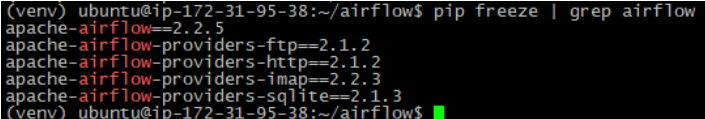 (venv) ubuntu@ip-172-31-95-38:~/airflow$ pip freeze | grep airflow
apache-airflow==2.2.5
apache-airflow-providers-ftp==2.1.2
apache-airflow-providers-http==2.1.2
apache-airflow-providers-imap==2.2.3
apache-airflow-providers-sqlite==2.1.3
(venv) ubuntu@ip-172-31-95-38:~/airflow$